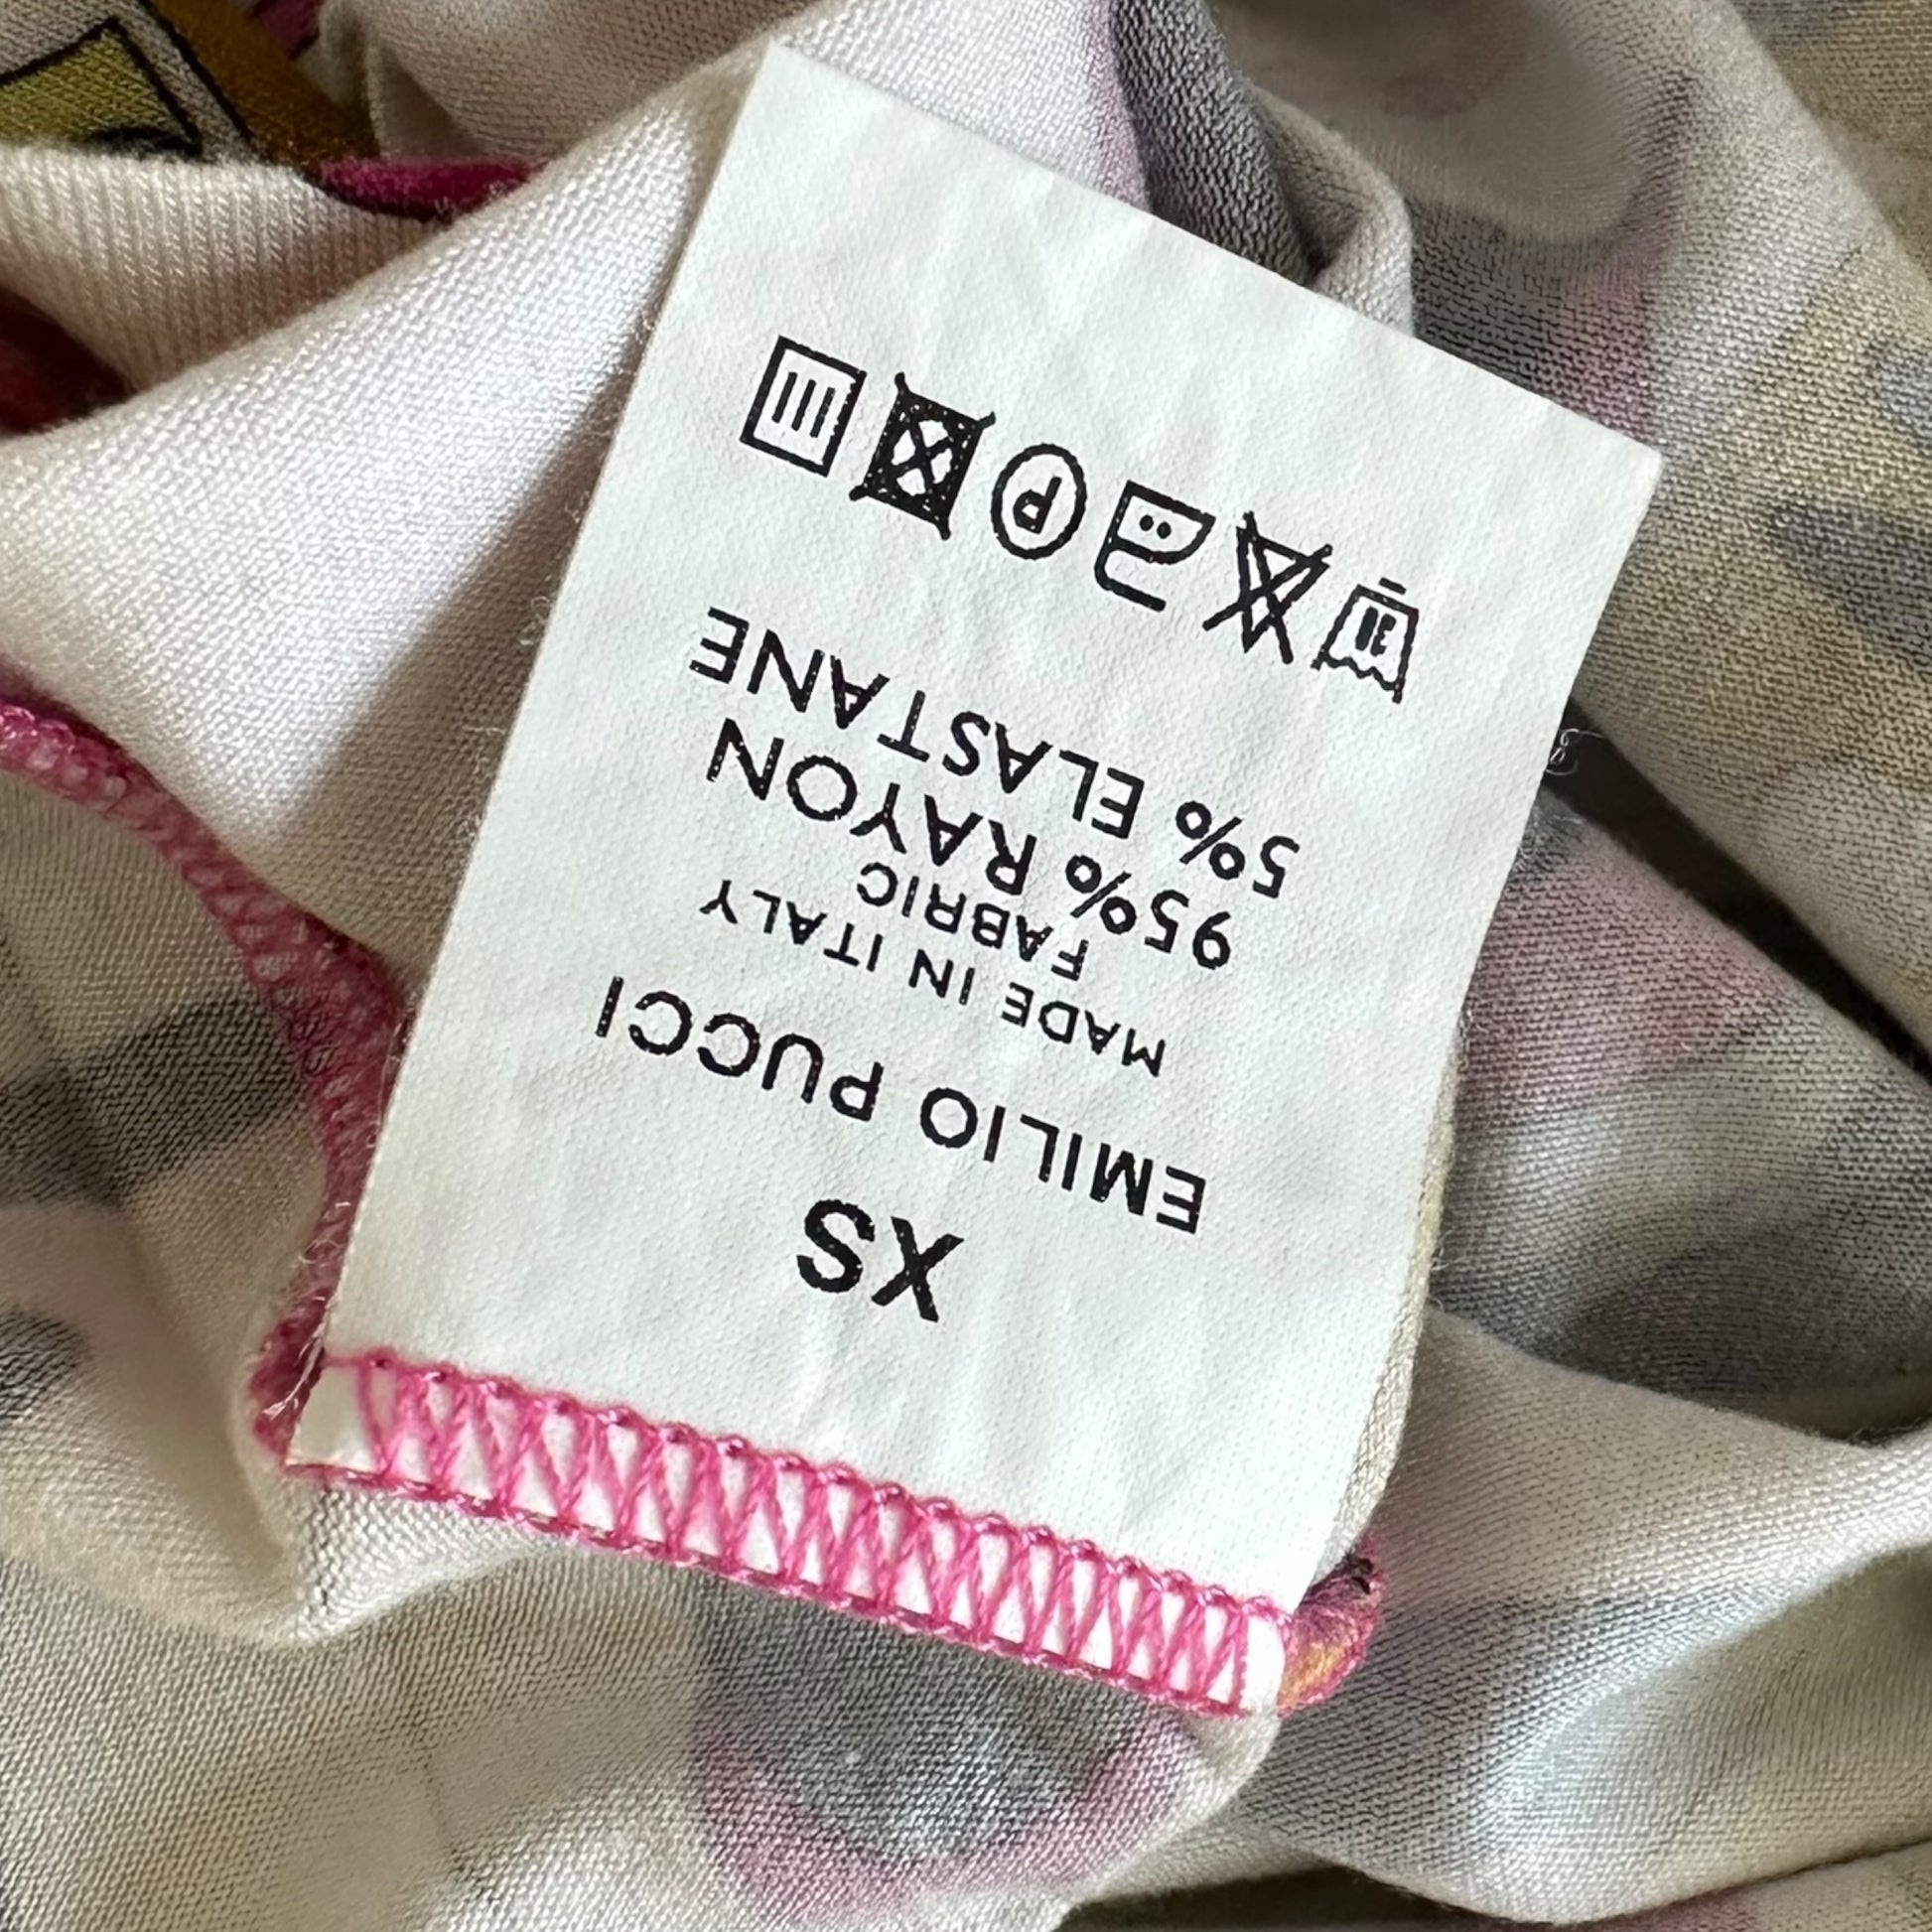 XS
EMILIO PUCCI
MADE IN ITALY
FABRIC
95% RAYON
5% ELASTANE
P